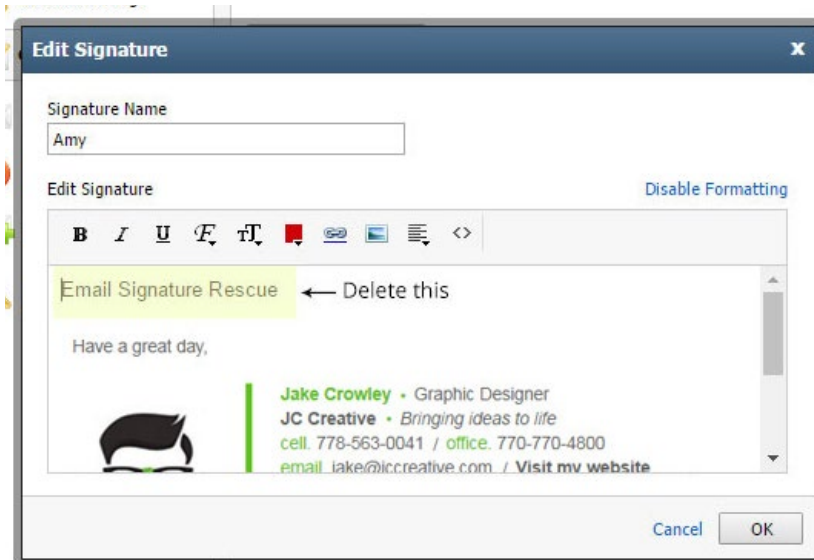 Edit Signature
x
Signature Name
Amy
Edit Signature
Disable Formatting
B I U F TT <>
Email Signature Rescue
Delete this
Have a great day,
Jake Crowley • Graphic Designer
JC Creative • Bringing ideas to life
cell. 778-563-0041 / office. 770-770-4800
email. jake@jccreative.com / Visit my website
Cancel
OK